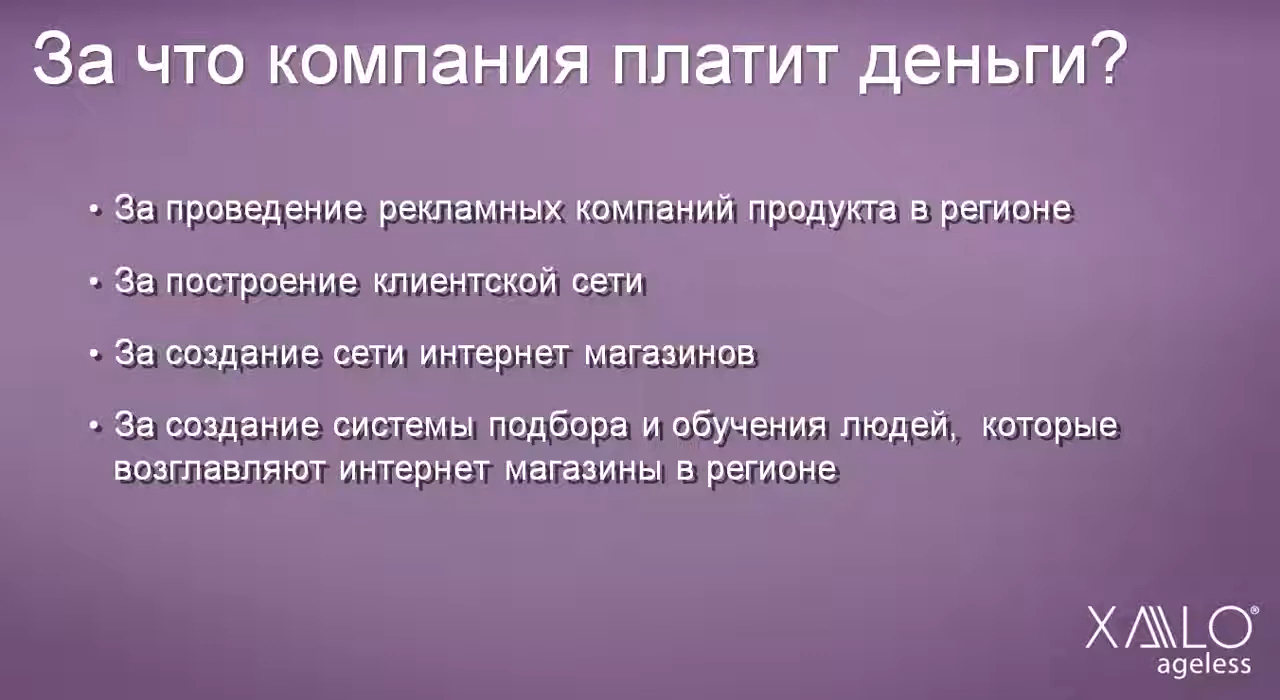 За что компания платит деньги?
• За проведение рекламных компаний продукта в регионе
• За построение клиентской сети
• За создание сети интернет магазинов
• За создание системы подбора и обучения людей, которые
возглавляют интернет магазины в регионе
XALO®
ageless